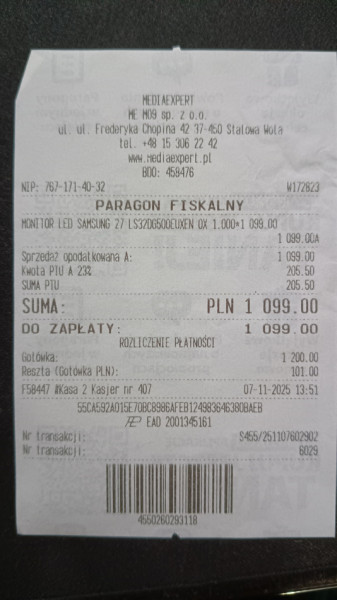 MEDIAEXPERT
ME M09 sp. z o.o.
ul. ul. Frederyka Chopina 42 37-450 Stalowa Wola
tel. +48 15 306 22 42
www.mediaexpert.pl
BDO: 458476
NIP: 767-171-40-32 W172823
PARAGON FISKALNY
MONITOR LED SAMSUNG 27 LS32DG500EUXEN OX 1.000*1 099.00
1 099.00A
Sprzedaż opodatkowana A: 1 099.00
Kwota PTU A 23% 205.50
SUMA PTU 205.50
SUMA: PLN 1 099.00
DO ZAPŁATY: 1 099.00
ROZLICZENIE PŁATNOŚCI
Gotówka: 1 200.00
Reszta (Gotówka PLN): 101.00
F58447 #Kasa 2 Kasjer nr 407 07-11-2025 13:51
55CA592A015E70BC8986AFEB1249836463808AEB
EAD 2001345161
Nr transakcji: S455/251107602902
Nr transakcji: 6029
4550260293118